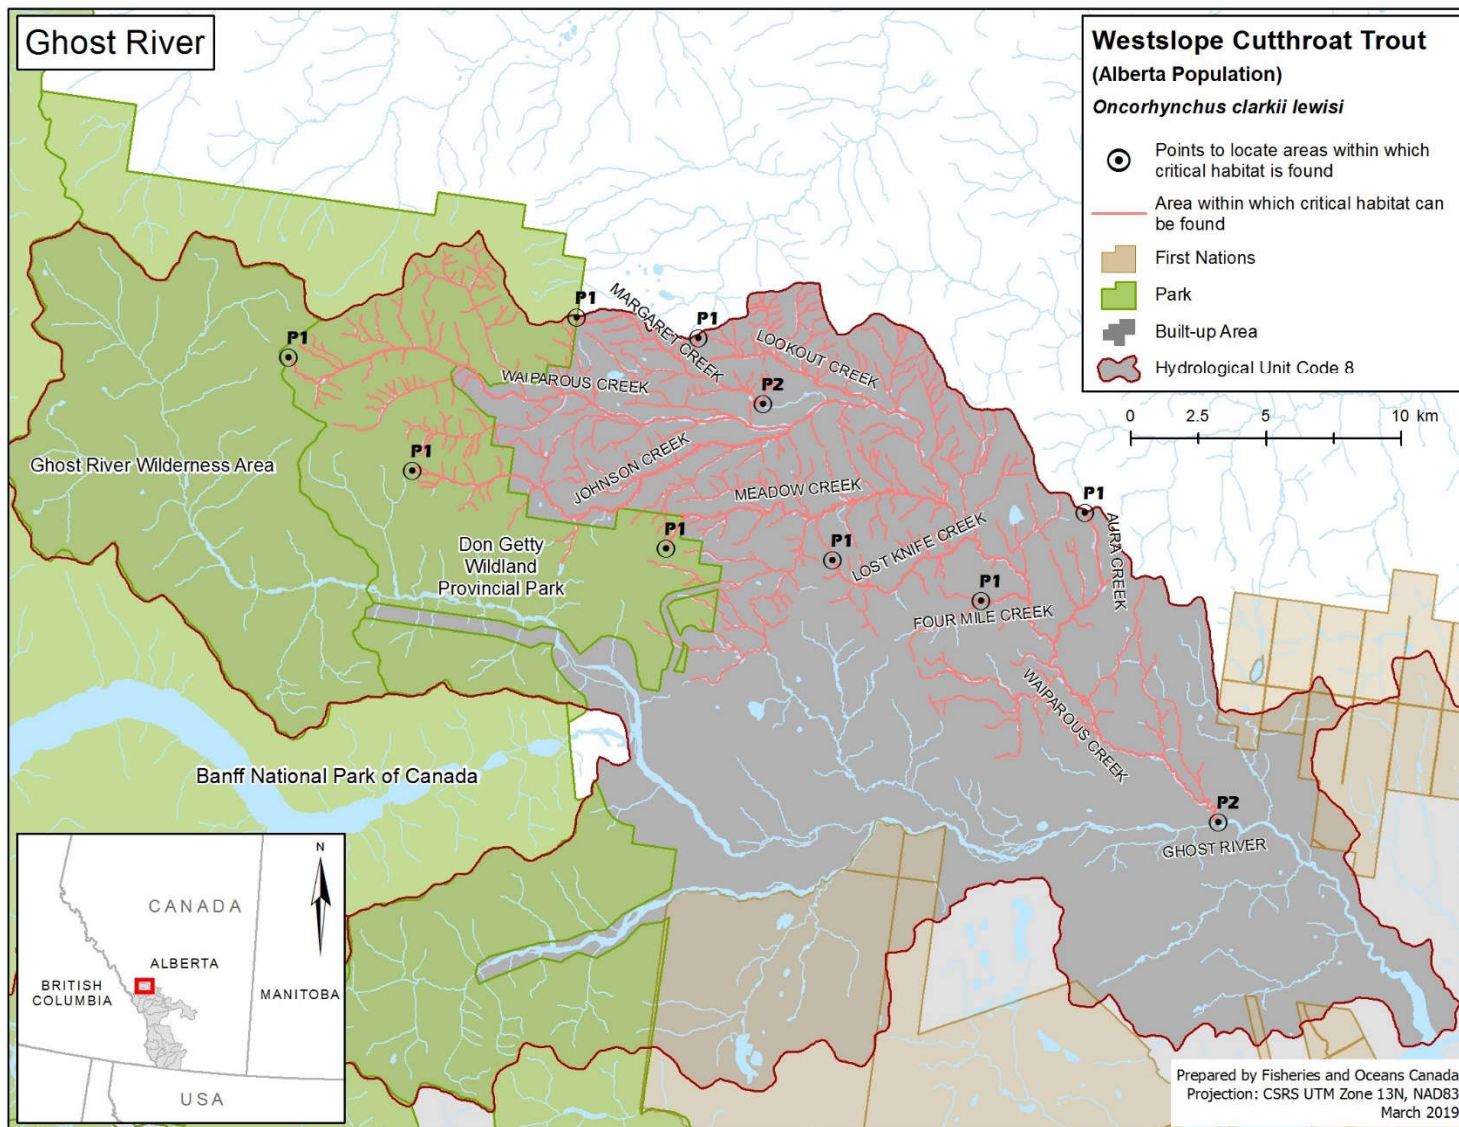 Ghost River
Westslope Cutthroat Trout
(Alberta Population)
Oncorhynchus clarkii lewisi
Points to locate areas within which
critical habitat is found
Area within which critical habitat can
be found
First Nations
Park
Built-up Area
Hydrological Unit Code 8
0 2.5 5 10 km
P1
P1
P1
MARGARET CREEK
LOOKOUT CREEK
WAIPAROUS CREEK
P2
P1
Ghost River Wilderness Area
JOHNSON CREEK
MEADOW CREEK
P1
AURA CREEK
P1
P1
LOST KNIFE CREEK
Don Getty
Wildland
Provincial Park
P1
FOUR MILE CREEK
WAIPAROUS CREEK
Banff National Park of Canada
P2
GHOST RIVER
N
CANADA
ALBERTA
BRITISH
COLUMBIA
MANITOBA
USA
Prepared by Fisheries and Oceans Canada
Projection: CSRS UTM Zone 13N, NAD83
March 2019